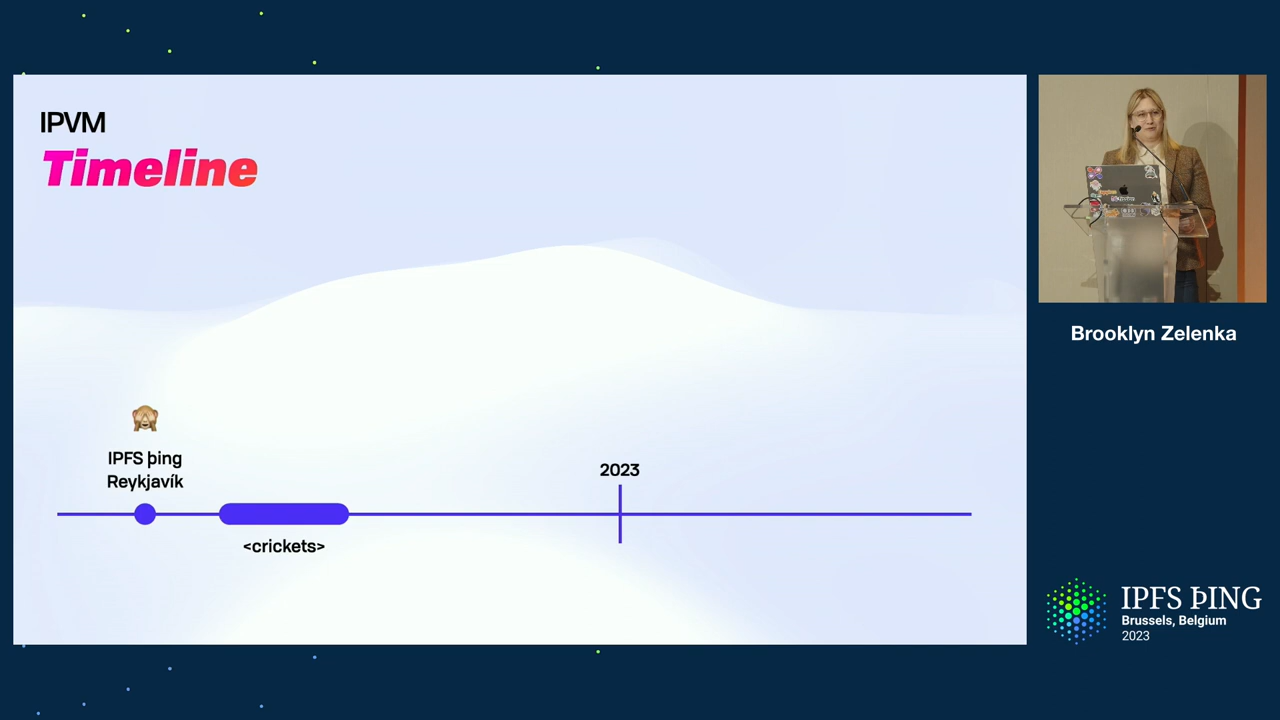 IPVM
Timeline
IPFS þing
Reykjavík
<crickets>
2023
Brooklyn Zelenka
IPFS ÞING
Brussels, Belgium
2023